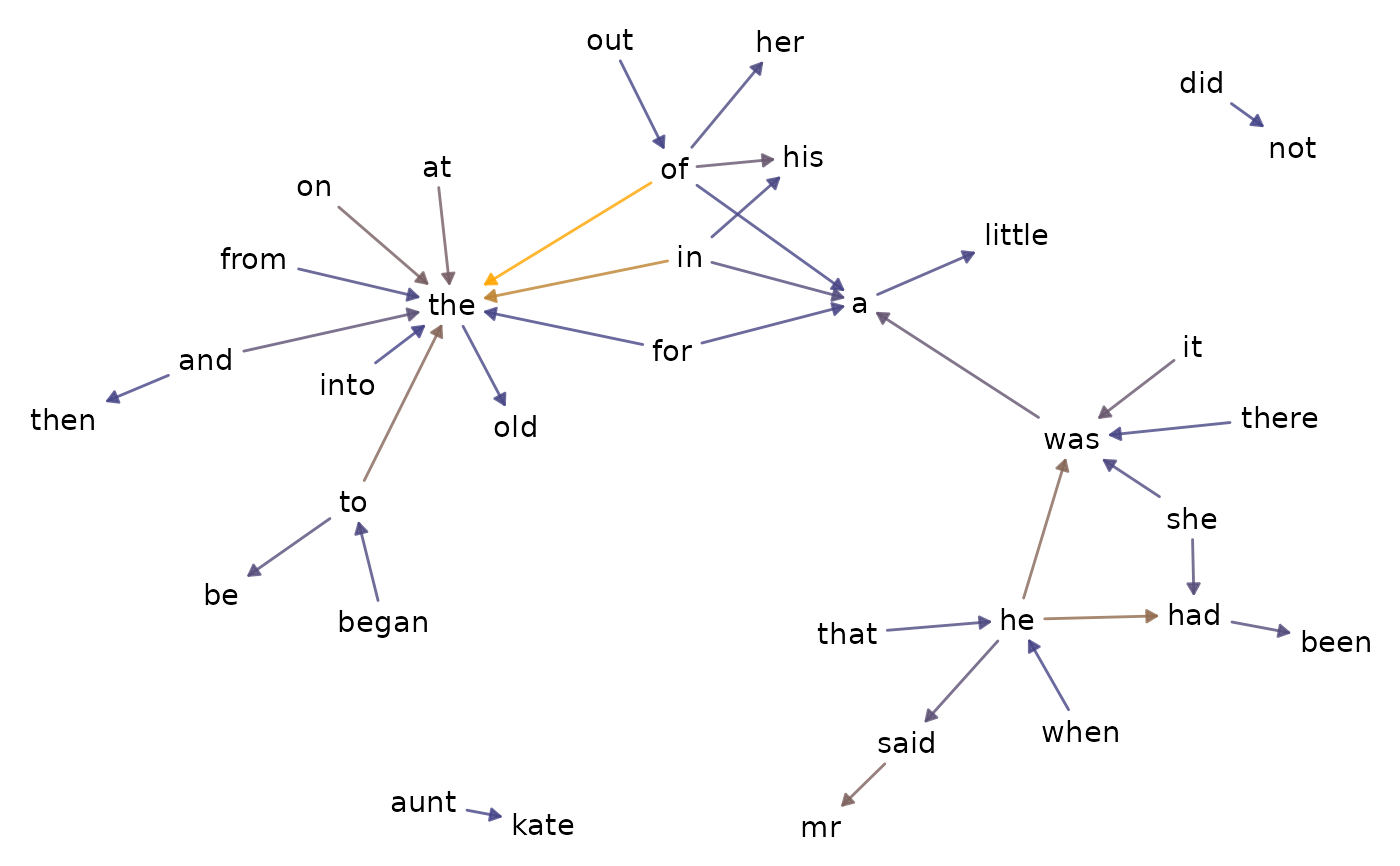 out
her
did
not
of
his
at
on
from
in
little
the
a
and
into
for
it
then
old
was
there
to
she
be
began
that
he
had
been
said
when
aunt
kate
mr